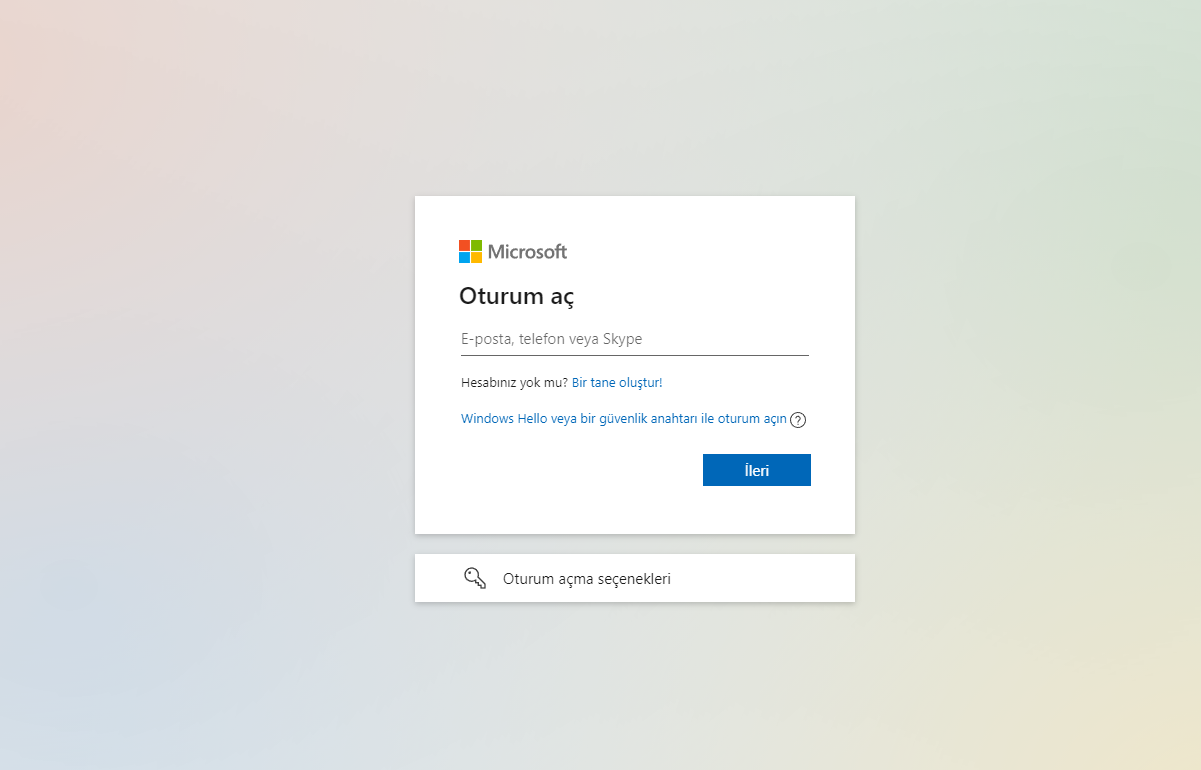 Microsoft
Oturum aç
E-posta, telefon veya Skype
Hesabınız yok mu? Bir tane oluştur!
Windows Hello veya bir güvenlik anahtarı ile oturum açın ?
İleri
Oturum açma seçenekleri